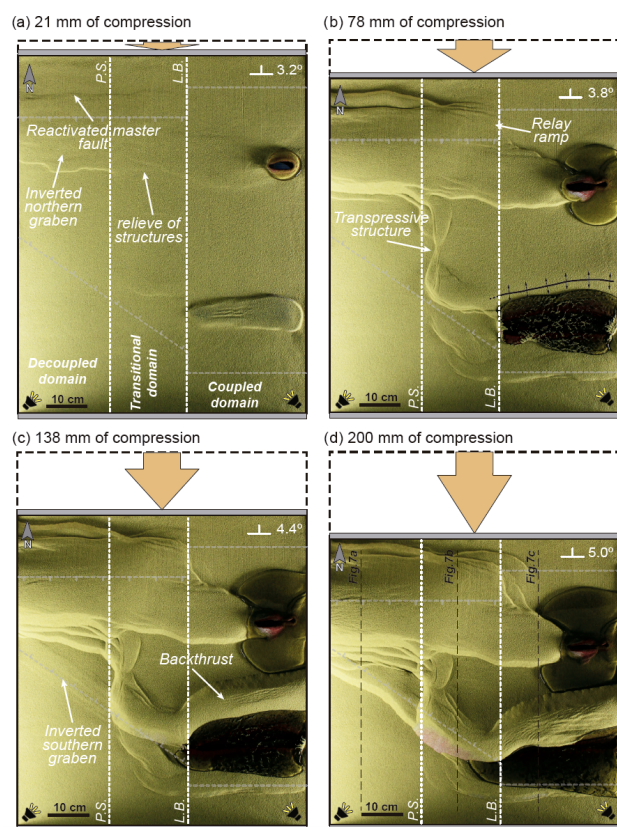 (a) 21 mm of compression
P.S.
L.B.
3.2º
N
Reactivated master
fault
Inverted
northern
graben
relieve of
structures
Decoupled
domain
Transitional
domain
Coupled
domain
10 cm
(b) 78 mm of compression
3.8º
N
Relay
ramp
Transpressive
structure
P.S.
L.B.
10 cm
(c) 138 mm of compression
4.4º
N
Backthrust
Inverted
southern
graben
P.S.
L.B.
10 cm
(d) 200 mm of compression
5.0º
N
Fig.7a
Fig.7b
Fig.7c
P.S.
L.B.
10 cm